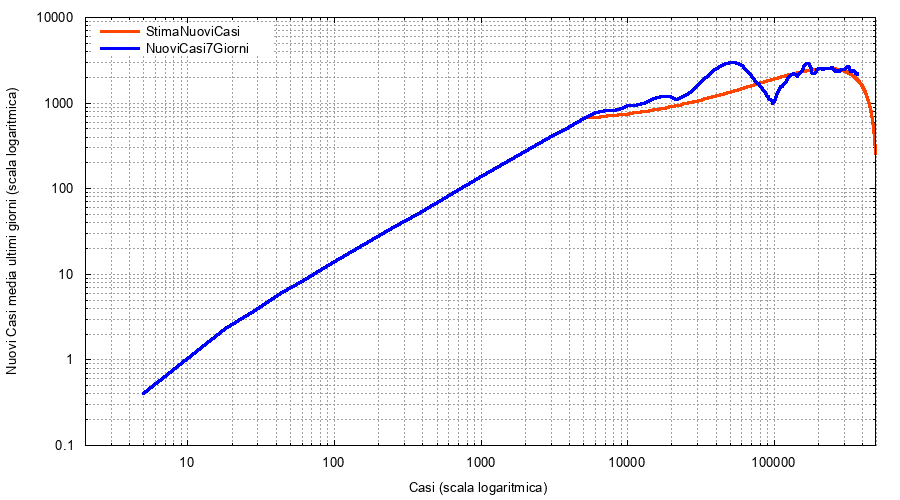 10000
StimaNuoviCasi
NuoviCasi7Giorni
1000
100
10
1
0.1
Nuovi Casi media ultimi giorni (scala logaritmica)
10 100 1000 10000 100000
Casi (scala logaritmica)